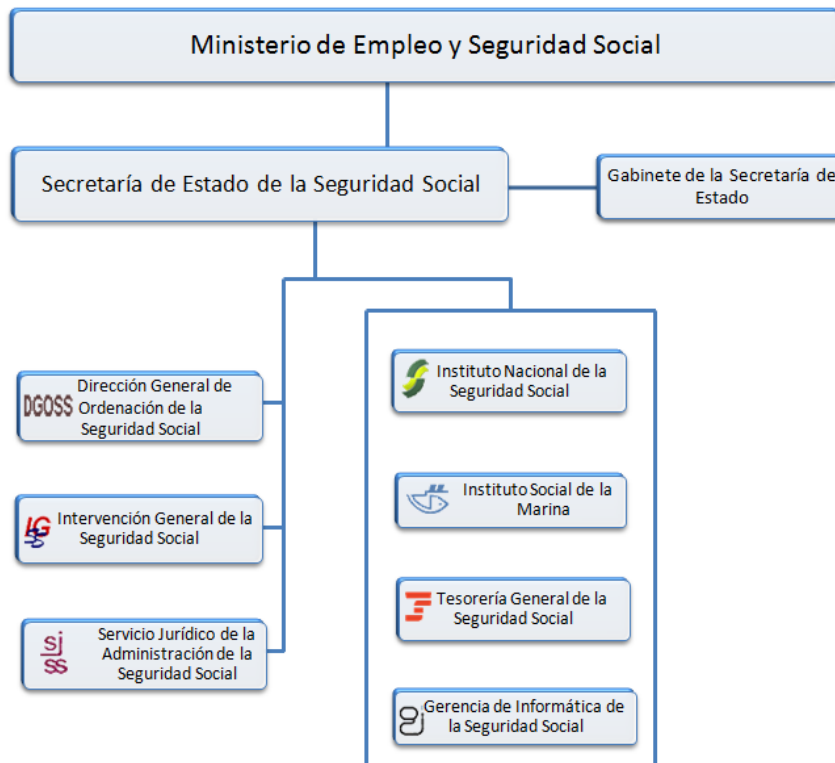 Ministerio de Empleo y Seguridad Social
Secretaría de Estado de la Seguridad Social
Gabinete de la Secretaría de
Estado
DGOSS
Dirección General de
Ordenación de la
Seguridad Social
IGSS
Intervención General de la
Seguridad Social
sj
ss
Servicio Jurídico de la
Administración de la
Seguridad Social
Instituto Nacional de la
Seguridad Social
Instituto Social de la
Marina
Tesorería General de la
Seguridad Social
Gerencia de Informática de
la Seguridad Social